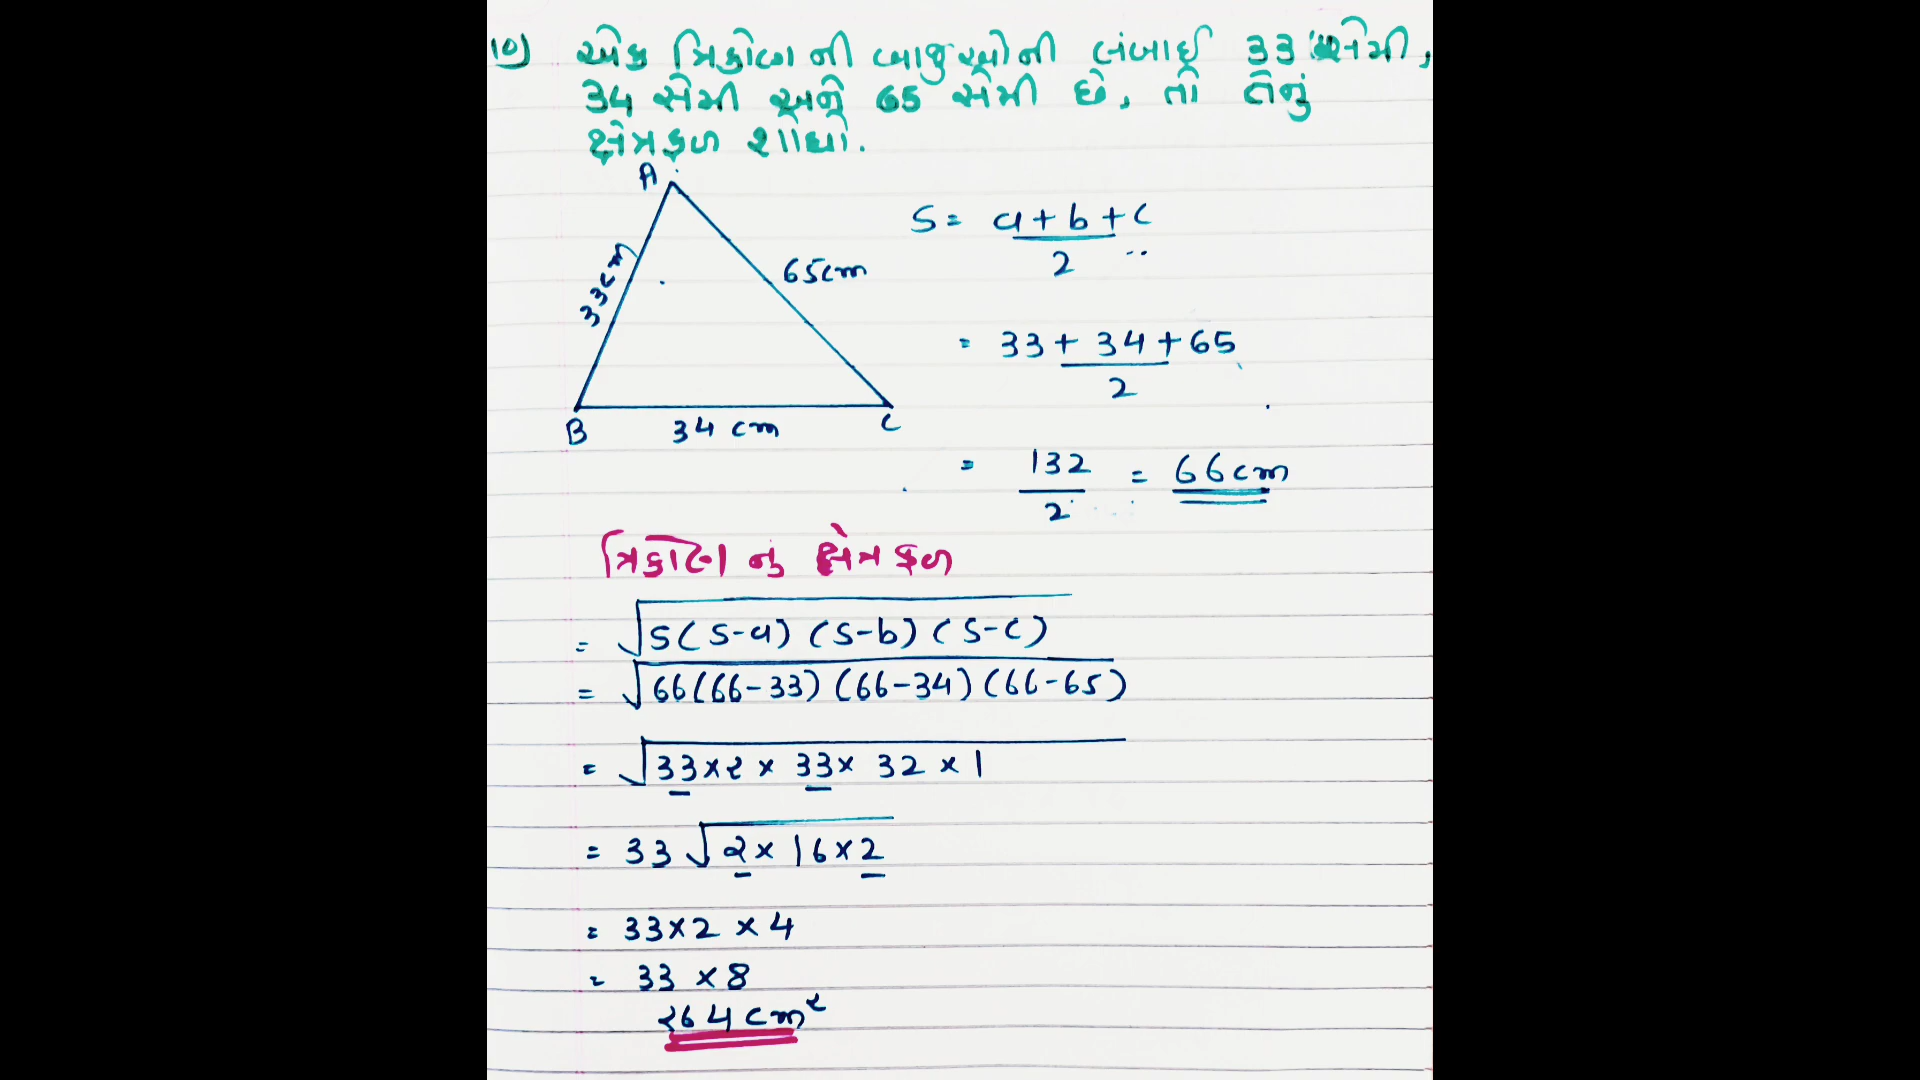 10) એક ત્રિકોણ ની બાજુઓની લંબાઈ 33 સેમી,
34 સેમી અને 65 સેમી છે, તો તેનું
ક્ષેત્રફળ શોધો.
A
33cm
65cm
B
34 cm
C
S = a+b+c
2
= 33 + 34 + 65
2
= 132 = 66cm
2
ત્રિકોણ નું ક્ષેત્રફળ
= √S(S-a) (S-b) (S-c)
= √66(66-33) (66-34) (66-65)
= √33×2 × 33× 32 × 1
= 33 √2 × 16 × 2
= 33×2 × 4
= 33 × 8
264 cm²